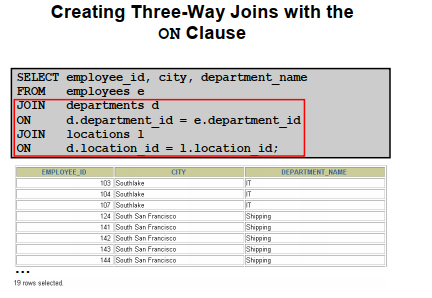 Creating Three-Way Joins with the
ON Clause
SELECT employee_id, city, department_name
FROM employees e
JOIN departments d
ON d.department_id = e.department_id
JOIN locations l
ON d.location_id = l.location_id;
EMPLOYEE_ID CITY DEPARTMENT_NAME
103 Southlake IT
104 Southlake IT
107 Southlake IT
124 South San Francisco Shipping
141 South San Francisco Shipping
142 South San Francisco Shipping
143 South San Francisco Shipping
144 South San Francisco Shipping
...
19 rows selected.